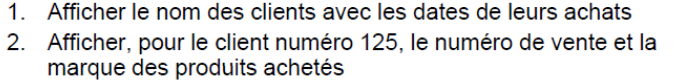 1. Afficher le nom des clients avec les dates de leurs achats
2. Afficher, pour le client numéro 125, le numéro de vente et la
marque des produits achetés